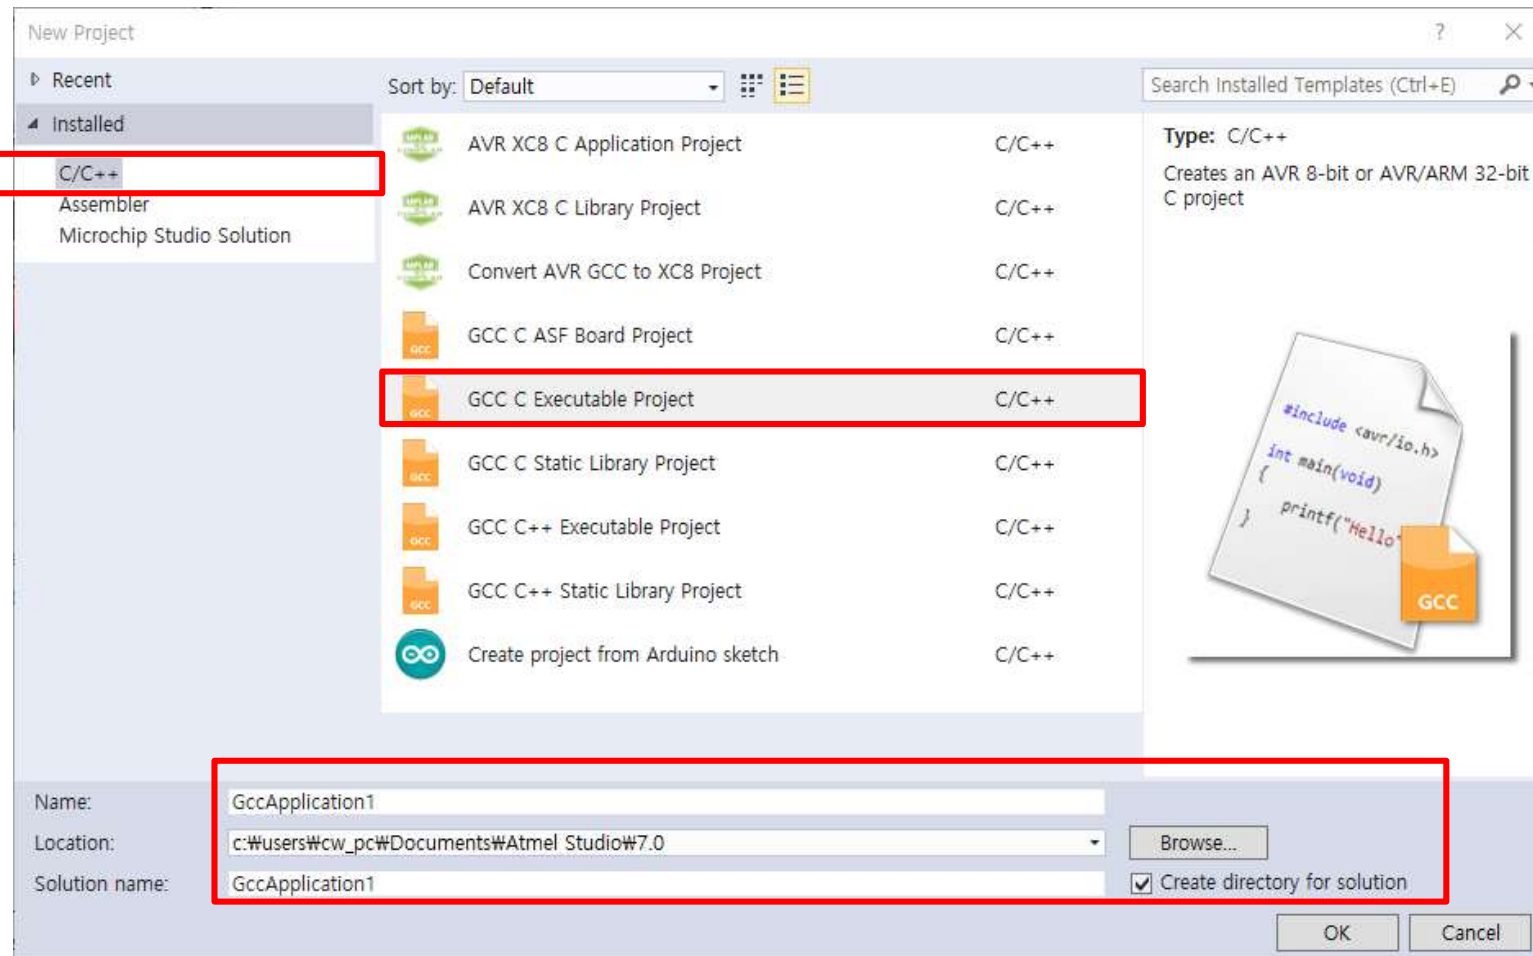 New Project
?
Recent
Installed
C/C++
Assembler
Microchip Studio Solution
Sort by: Default
Search Installed Templates (Ctrl+E)
AVR XC8 C Application Project C/C++
AVR XC8 C Library Project C/C++
Convert AVR GCC to XC8 Project C/C++
GCC C ASF Board Project C/C++
GCC C Executable Project C/C++
GCC C Static Library Project C/C++
GCC C++ Executable Project C/C++
GCC C++ Static Library Project C/C++
Create project from Arduino sketch C/C++
Type: C/C++
Creates an AVR 8-bit or AVR/ARM 32-bit
C project
#include <avr/io.h>
int main(void)
{
printf("Hello"
}
GCC
Name: GccApplication1
Location: c:₩users₩cw_pc₩Documents₩Atmel Studio₩7.0 Browse...
Solution name: GccApplication1 Create directory for solution
OK Cancel